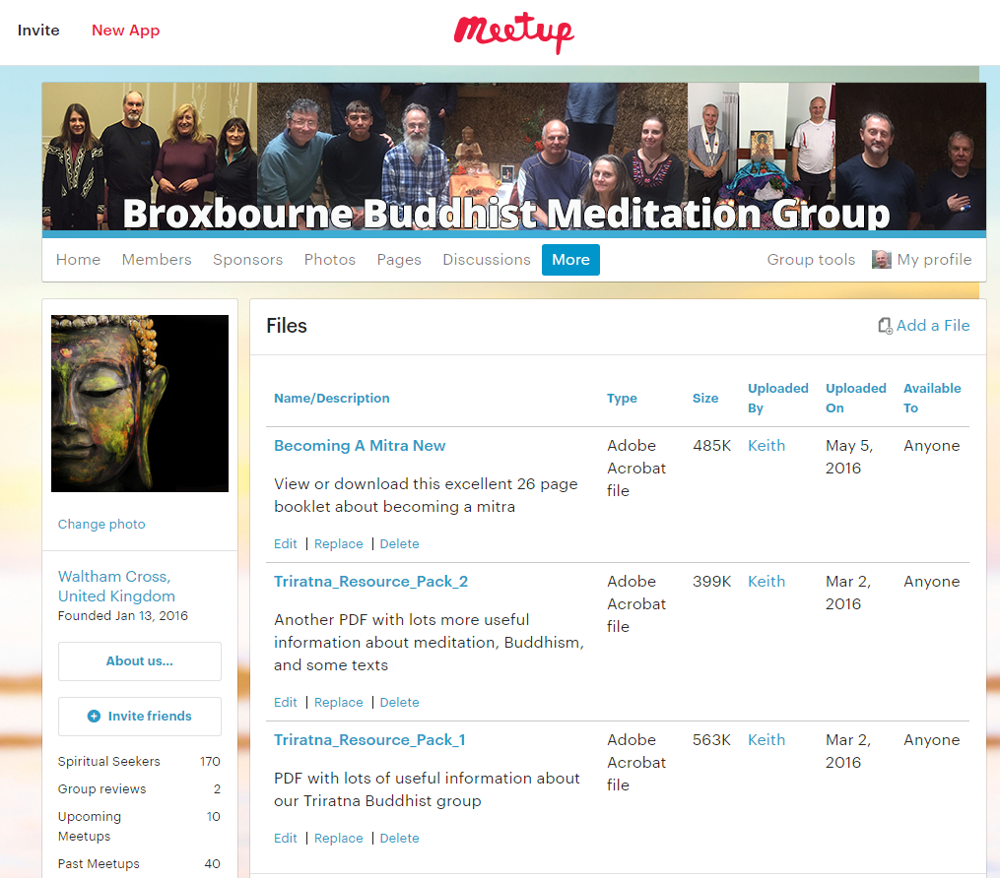 Invite
New App
Meetup
Broxbourne Buddhist Meditation Group
Home Members Sponsors Photos Pages Discussions More Group tools My profile
Change photo
Waltham Cross,
United Kingdom
Founded Jan 13, 2016
About us...
Invite friends
Spiritual Seekers 170
Group reviews 2
Upcoming 10
Meetups
Past Meetups 40
Files
Add a File
Name/Description Type Size Uploaded By Uploaded On Available To
Becoming A Mitra New Adobe 485K Keith May 5, Anyone
Acrobat 2016
file
View or download this excellent 26 page
booklet about becoming a mitra
Edit | Replace | Delete
Triratna_Resource_Pack_2 Adobe 399K Keith Mar 2, Anyone
Acrobat 2016
file
Another PDF with lots more useful
information about meditation, Buddhism,
and some texts
Edit | Replace | Delete
Triratna_Resource_Pack_1 Adobe 563K Keith Mar 2, Anyone
Acrobat 2016
file
PDF with lots of useful information about
our Triratna Buddhist group
Edit | Replace | Delete